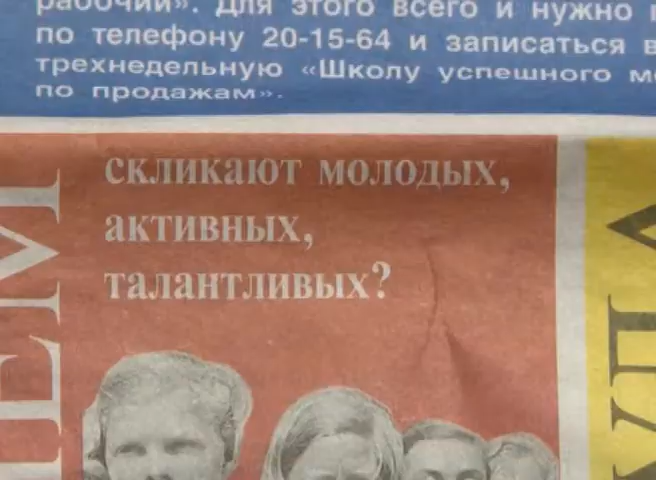 рабочий». Для этого всего и нужно
по телефону 20-15-64 и записаться в
трехнедельную «Школу успешного
по продажам».
скликают молодых,
активных,
талантливых?